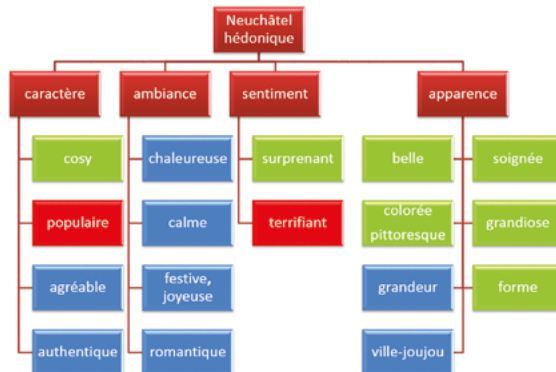 Neuchâtel
hédonique
caractère
ambiance
sentiment
apparence
cosy
chaleureuse
surprenant
belle
soignée
populaire
calme
terrifiant
colorée
pittoresque
grandiose
agréable
festive,
joyeuse
grandeur
forme
authentique
romantique
ville-joujou